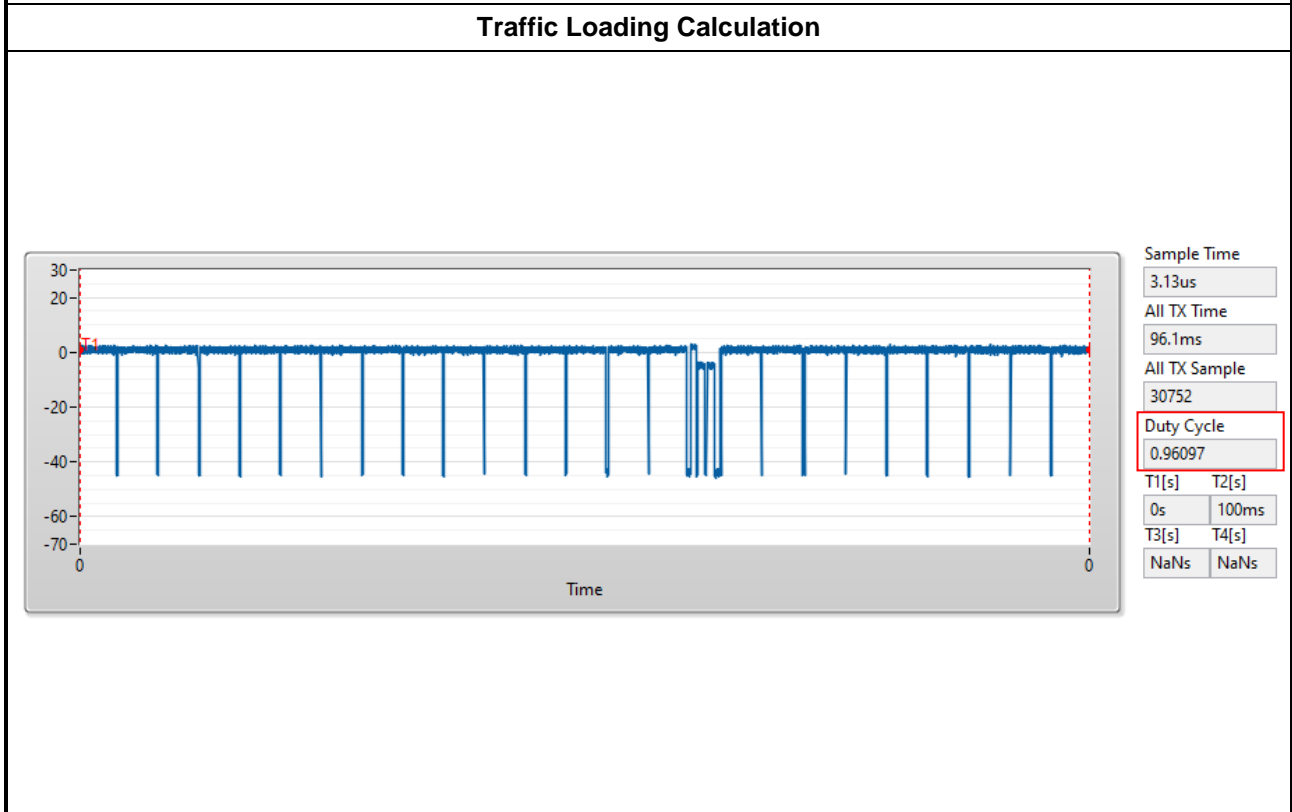 Traffic Loading Calculation
30
20
0
-20
-40
-60
-70
T1
0
0
Time
Sample Time
3.13us
All TX Time
96.1ms
All TX Sample
30752
Duty Cycle
0.96097
T1[s] T2[s]
0s 100ms
T3[s] T4[s]
NaNs NaNs